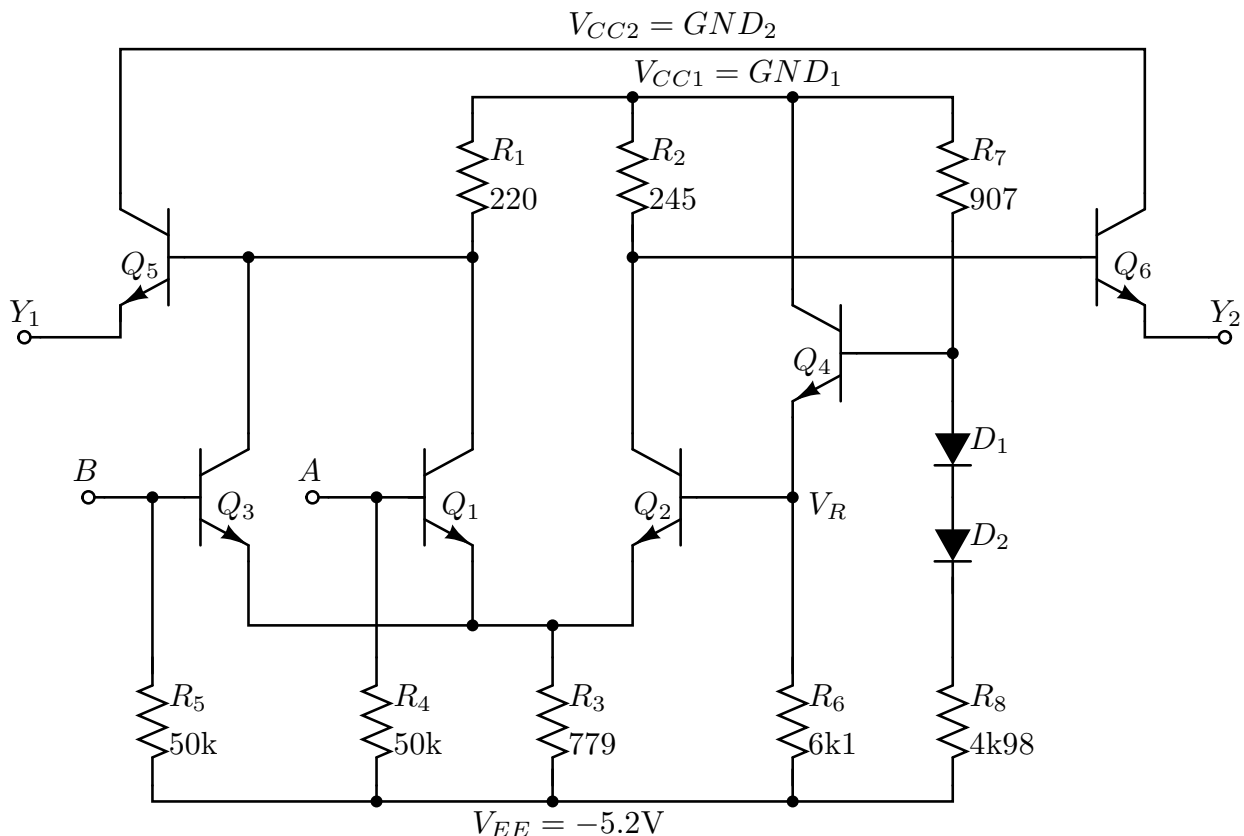 V_{CC2} = GND_2
V_{CC1} = GND_1
R_1
220
R_2
245
R_7
907
Q_5
Q_6
Y_1
Y_2
Q_4
B
A
D_1
Q_3
Q_1
Q_2
V_R
D_2
R_5
50k
R_4
50k
R_3
779
R_6
6k1
R_8
4k98
V_{EE} = −5.2V